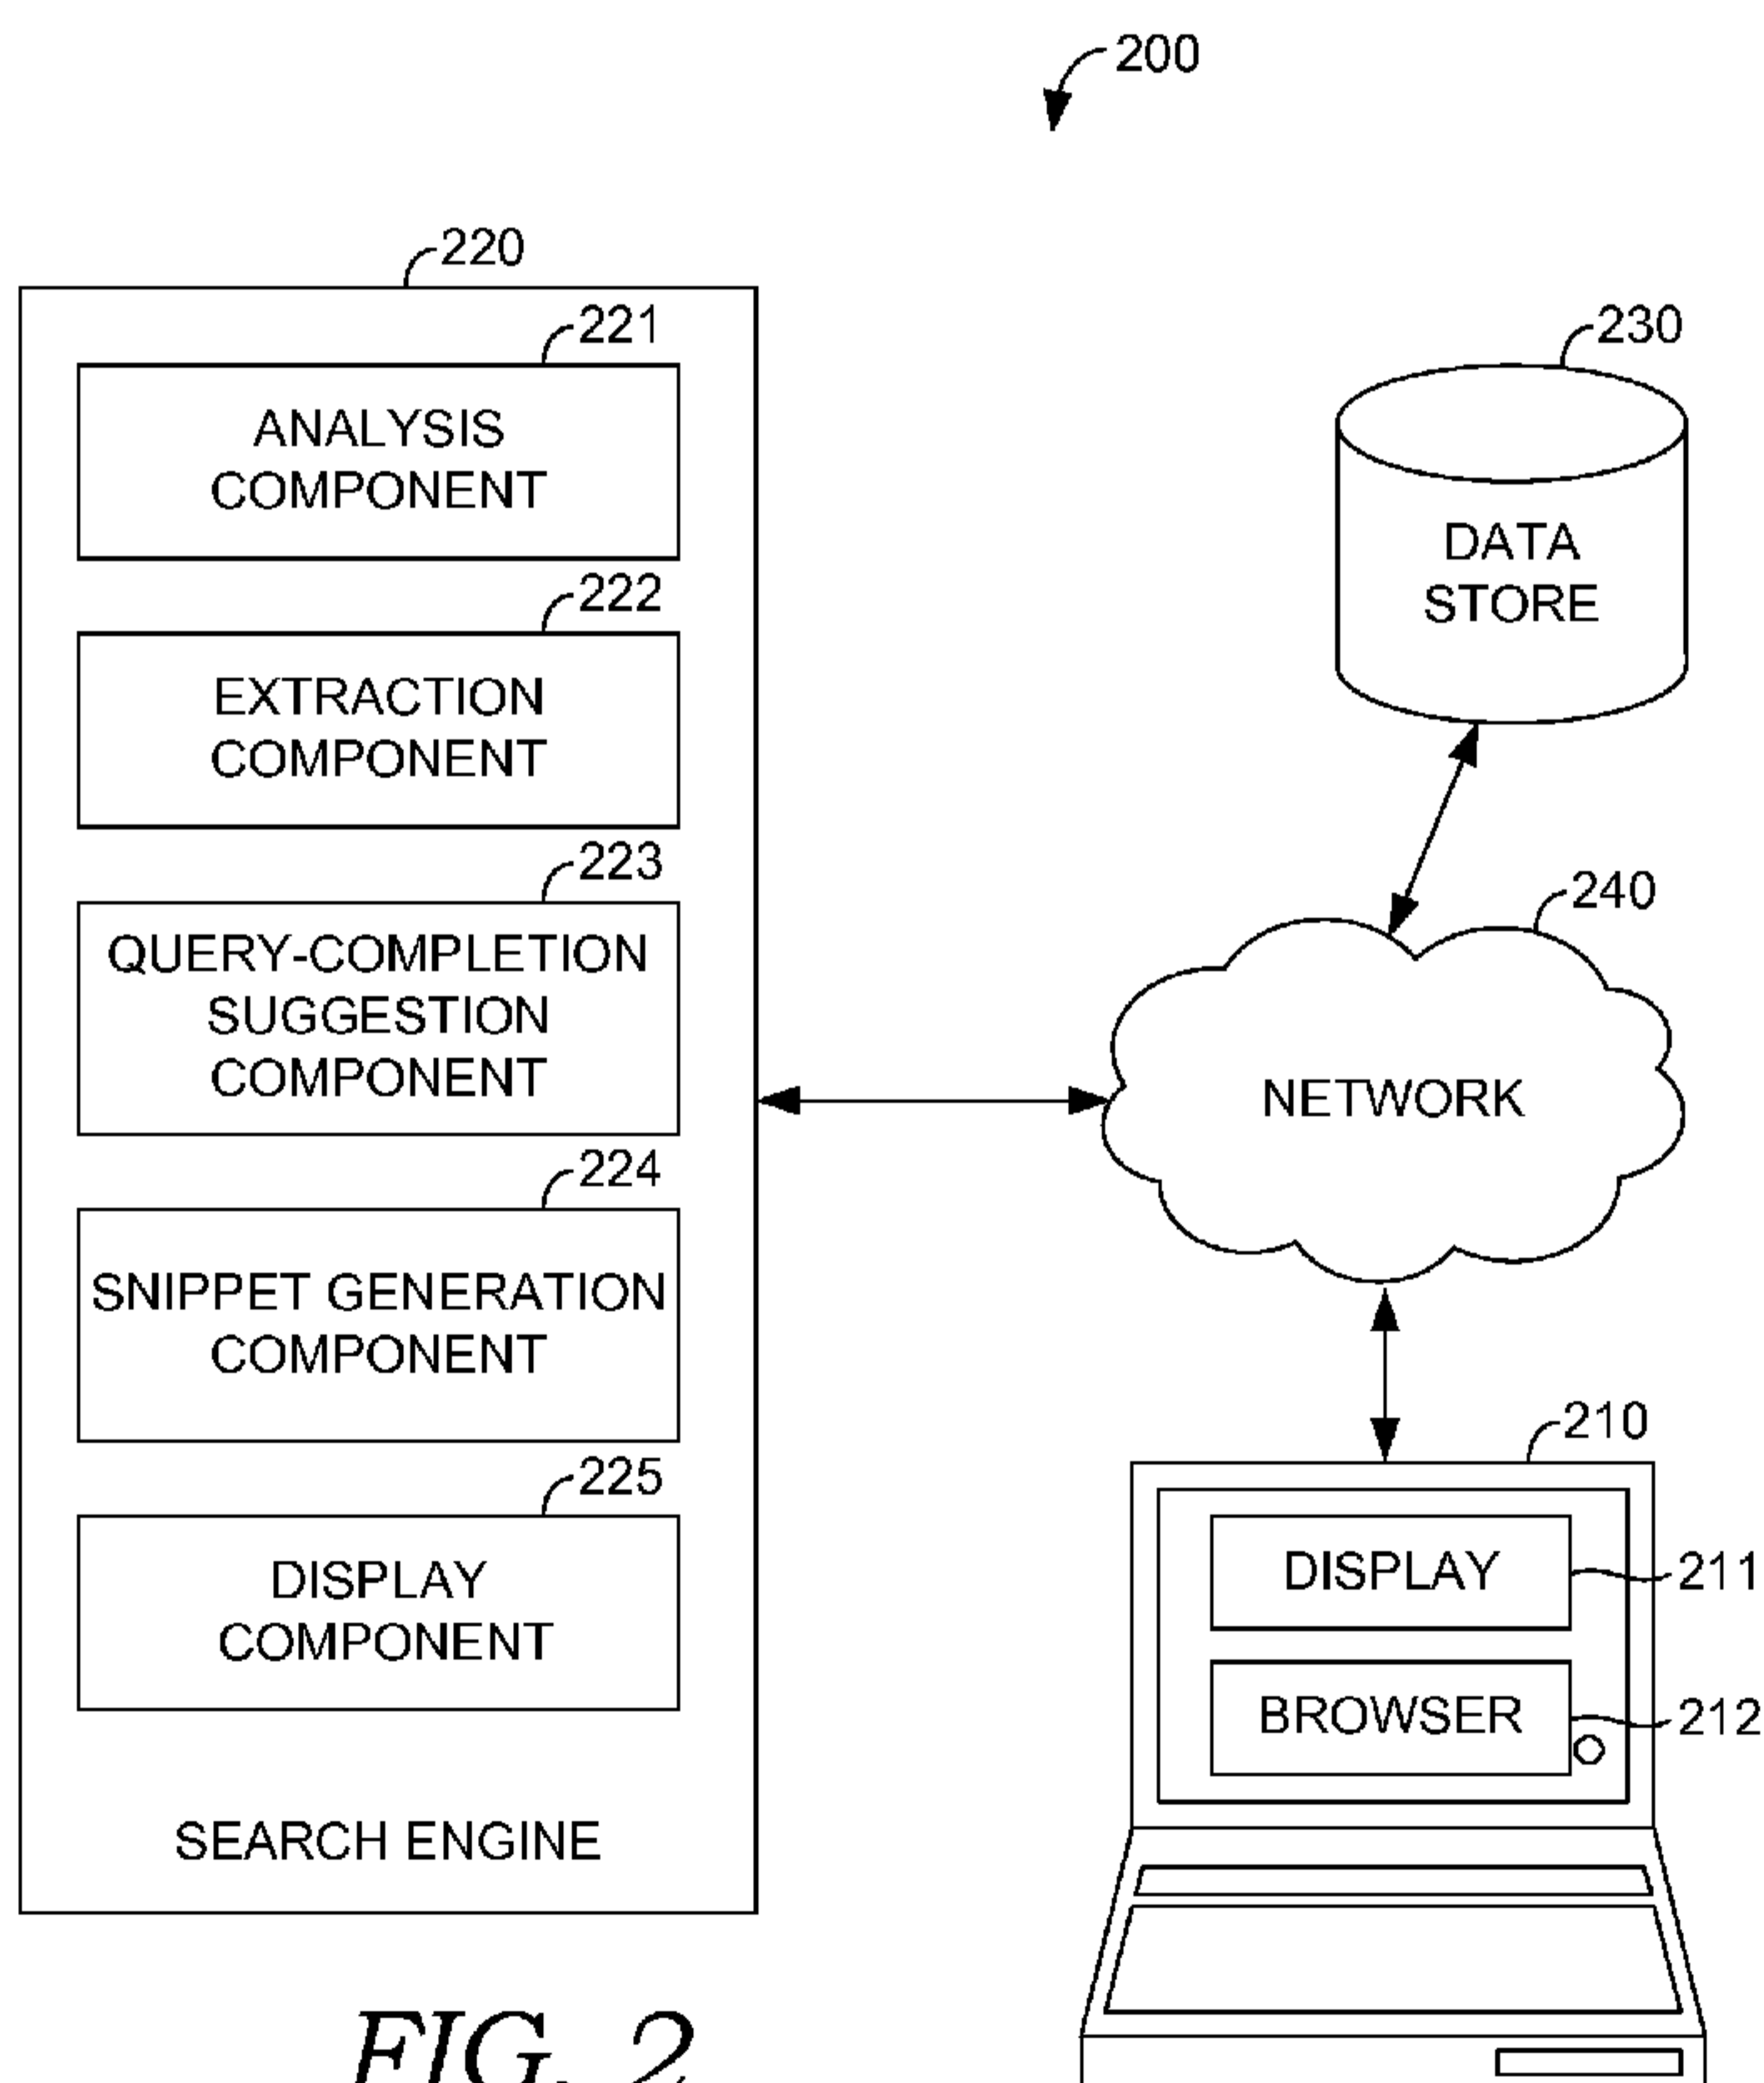 200
220
221
ANALYSIS
COMPONENT
222
EXTRACTION
COMPONENT
223
QUERY-COMPLETION
SUGGESTION
COMPONENT
224
SNIPPET GENERATION
COMPONENT
225
DISPLAY
COMPONENT
SEARCH ENGINE
230
DATA
STORE
240
NETWORK
210
DISPLAY
211
BROWSER
212
FIG. 2